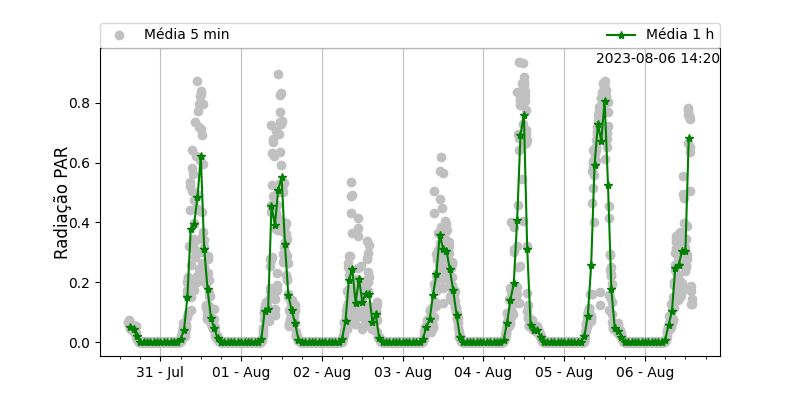 Média 5 min
Média 1 h
2023-08-06 14:20
Radiação PAR
0.8
0.6
0.4
0.2
0.0
31 - Jul
01 - Aug
02 - Aug
03 - Aug
04 - Aug
05 - Aug
06 - Aug